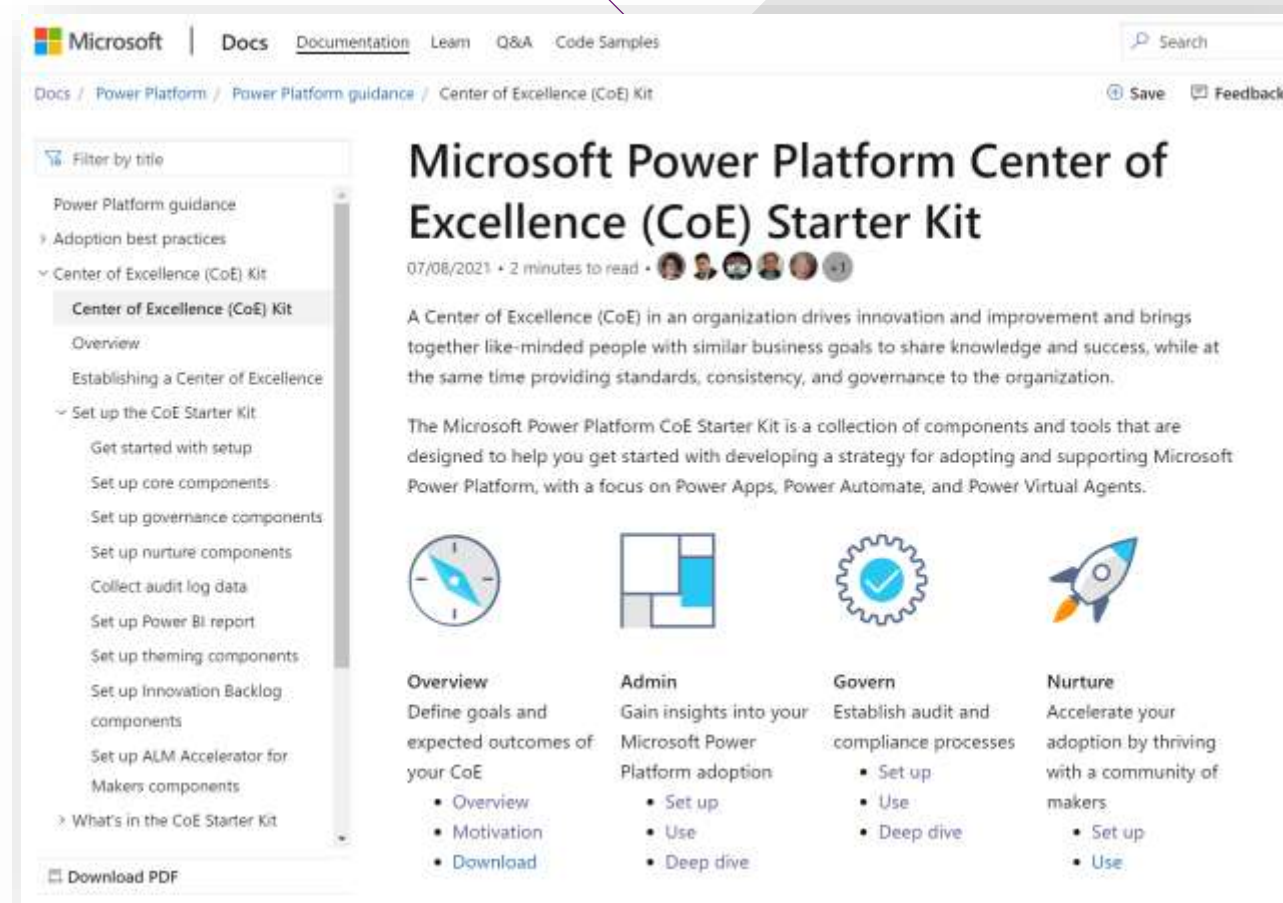 Microsoft
Docs
Documentation
Learn
Q&A
Code Samples
Search
Docs / Power Platform / Power Platform guidance / Center of Excellence (CoE) Kit
Save
Feedback
Filter by title
Power Platform guidance
Adoption best practices
Center of Excellence (CoE) Kit
Center of Excellence (CoE) Kit
Overview
Establishing a Center of Excellence
Set up the CoE Starter Kit
Get started with setup
Set up core components
Set up governance components
Set up nurture components
Collect audit log data
Set up Power BI report
Set up theming components
Set up Innovation Backlog
components
Set up ALM Accelerator for
Makers components
What's in the CoE Starter Kit
Download PDF
Microsoft Power Platform Center of
Excellence (CoE) Starter Kit
07/08/2021 • 2 minutes to read •
+1
A Center of Excellence (CoE) in an organization drives innovation and improvement and brings
together like-minded people with similar business goals to share knowledge and success, while at
the same time providing standards, consistency, and governance to the organization.
The Microsoft Power Platform CoE Starter Kit is a collection of components and tools that are
designed to help you get started with developing a strategy for adopting and supporting Microsoft
Power Platform, with a focus on Power Apps, Power Automate, and Power Virtual Agents.
Overview
Define goals and
expected outcomes of
your CoE
• Overview
• Motivation
• Download
Admin
Gain insights into your
Microsoft Power
Platform adoption
• Set up
• Use
• Deep dive
Govern
Establish audit and
compliance processes
• Set up
• Use
• Deep dive
Nurture
Accelerate your
adoption by thriving
with a community of
makers
• Set up
• Use